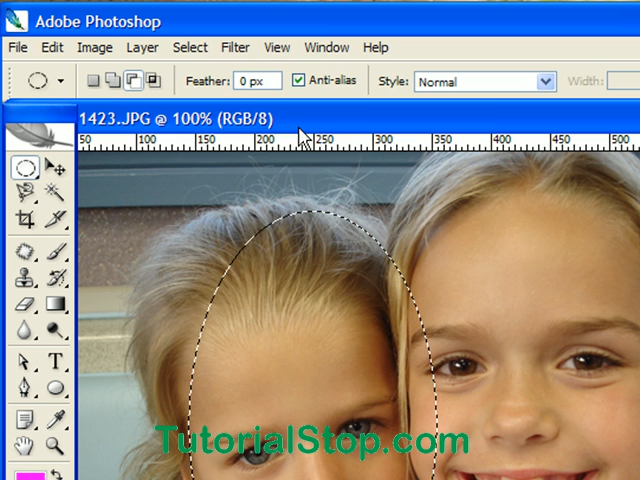 Adobe Photoshop
File Edit Image Layer Select Filter View Window Help
Feather: 0 px Anti-alias Style: Normal Width:
1423.JPG @ 100% (RGB/8)
50 100 150 200 250 300 350 400 450 500
T
TutorialStop.com